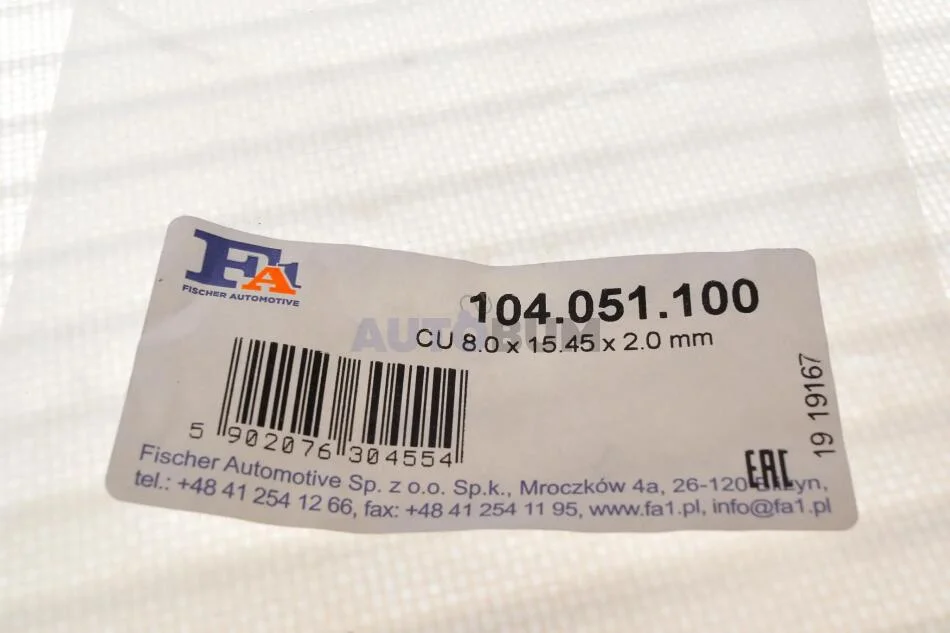 FA1
FISCHER AUTOMOTIVE
104.051.100
AUTOBUM
CU 8.0 x 15.45 x 2.0 mm
19 19167
5 902076 304554
EAC
Fischer Automotive Sp. z o.o. Sp.k., Mroczków 4a, 26-120
tel.: +48 41 254 12 66, fax: +48 41 254 11 95, www.fa1.pl, info@fa1.pl